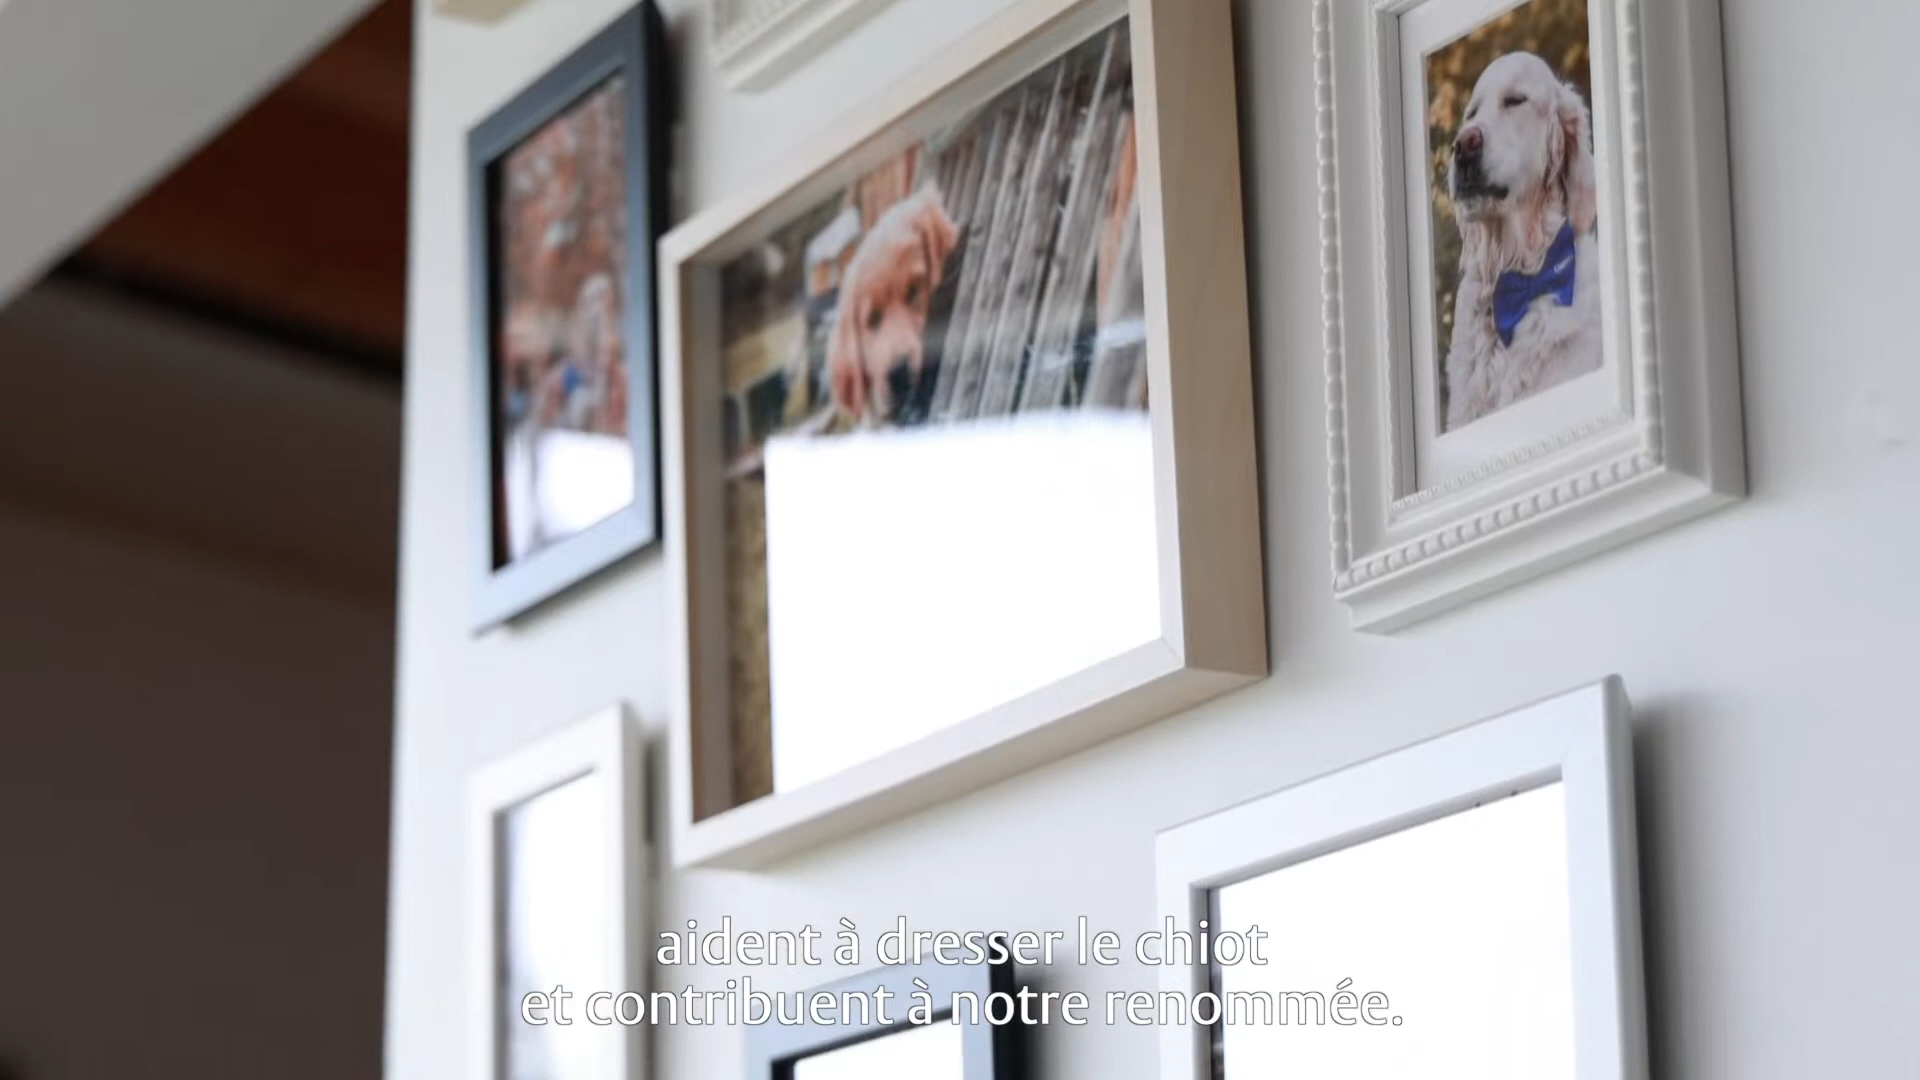 aident à dresser le chiot
et contribuent à notre renommée.